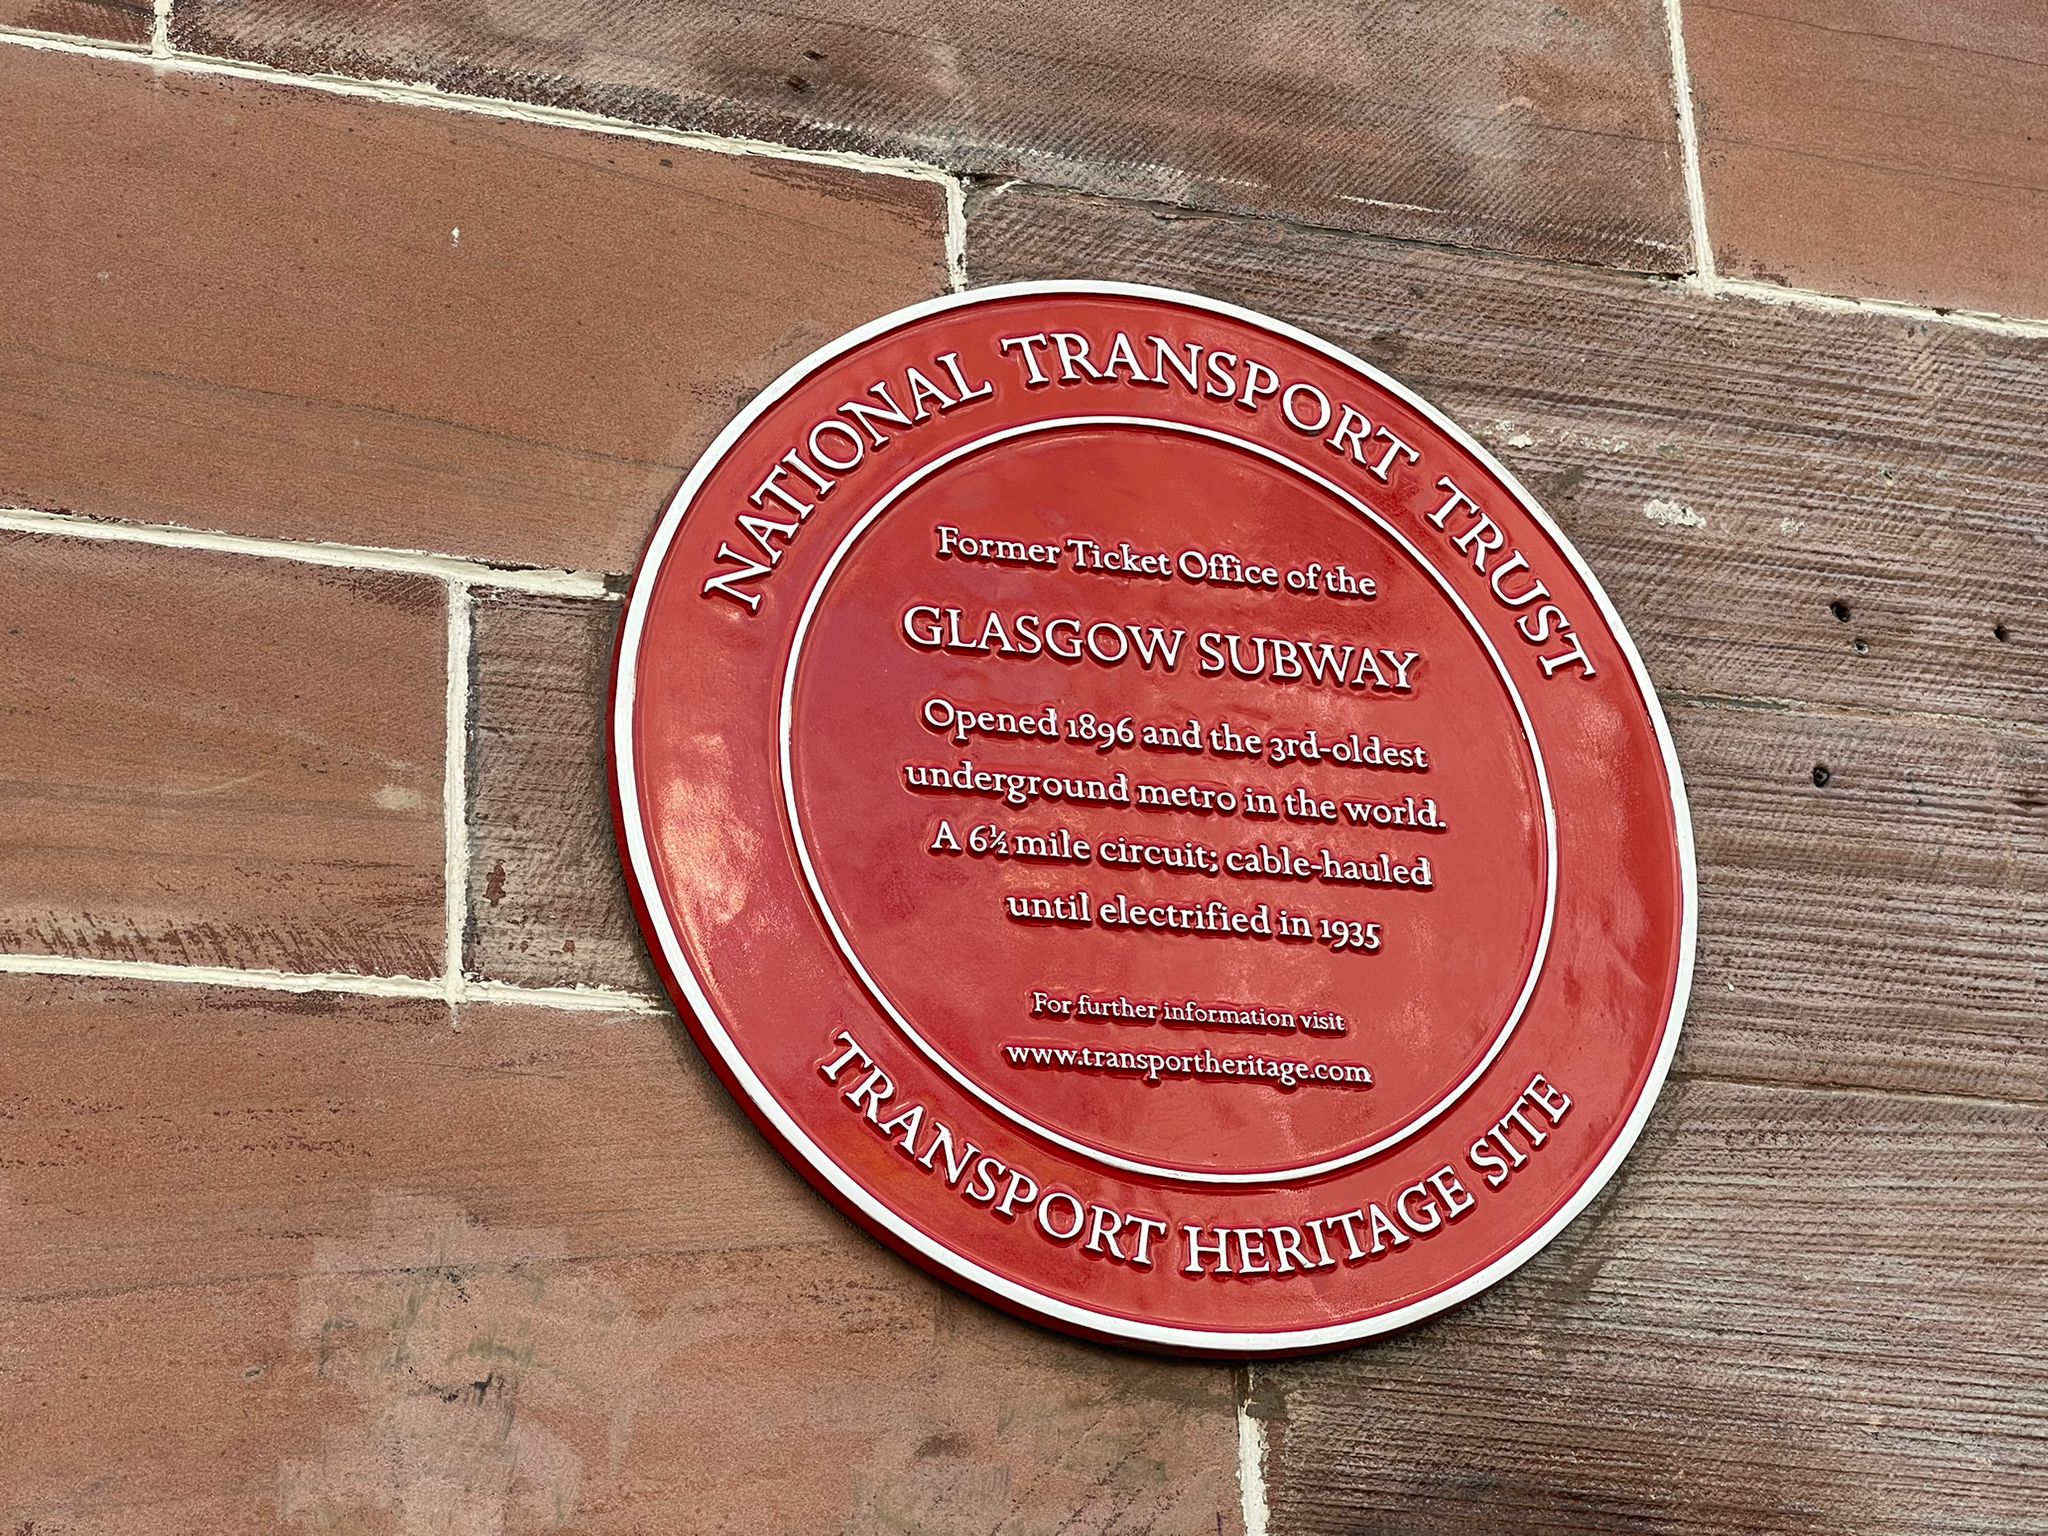 NATIONAL TRANSPORT TRUST
Former Ticket Office of the
GLASGOW SUBWAY
Opened 1896 and the 3rd-oldest
underground metro in the world.
A 6½ mile circuit; cable-hauled
until electrified in 1935
For further information visit
www.transportheritage.com
TRANSPORT HERITAGE SITE